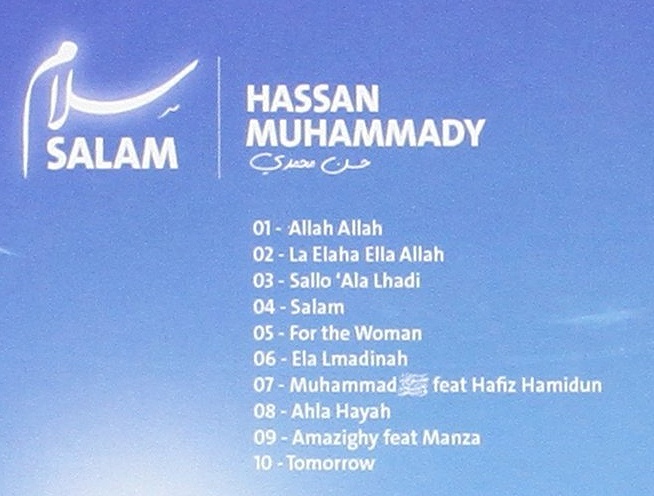 سلام
SALAM
HASSAN
MUHAMMADY
حسن محمدي
01 - Allah Allah
02 - La Elaha Ella Allah
03 - Sallo ‘Ala Lhadi
04 - Salam
05 - For the Woman
06 - Ela Lmadinah
07 - Muhammadﷺ feat Hafiz Hamidun
08 - Ahla Hayah
09 - Amazighy feat Manza
10 - Tomorrow